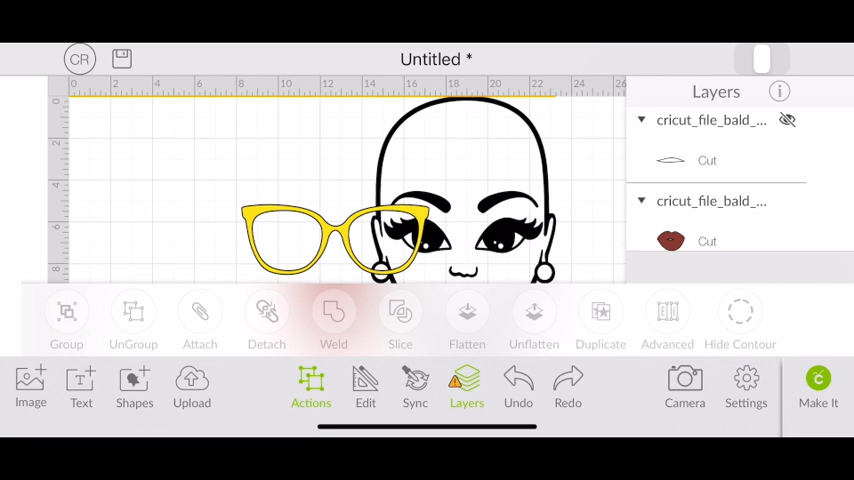 CR
Untitled *
0 2 4 6 8 10 12 14 16 18 20 22 24 26
0
2
4
6
8
Layers i
cricut_file_bald_...
Cut
cricut_file_bald_...
Cut
Group UnGroup Attach Detach Weld Slice Flatten Unflatten Duplicate Advanced Hide Contour
Image Text Shapes Upload Actions Edit Sync Layers Undo Redo Camera Settings Make It